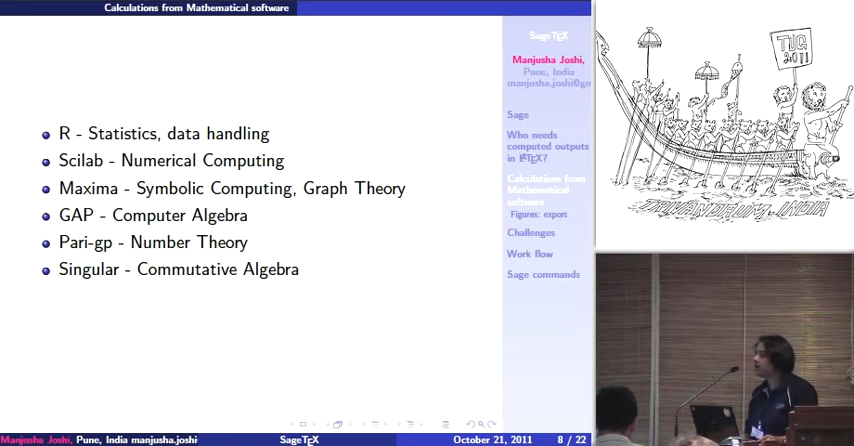 Calculations from Mathematical software
R - Statistics, data handling
Scilab - Numerical Computing
Maxima - Symbolic Computing, Graph Theory
GAP - Computer Algebra
Pari-gp - Number Theory
Singular - Commutative Algebra
SageTEX
Manjusha Joshi,
Pune, India
manjusha.joshi@gm
Sage
Who needs
computed outputs
in LATEX?
Calculations from
Mathematical
software
Figures: export
Challenges
Work flow
Sage commands
Manjusha Joshi, Pune, India manjusha.joshi
SageTEX
October 21, 2011
8 / 22
TUG
2011
TRIVANDRUM-INDIA